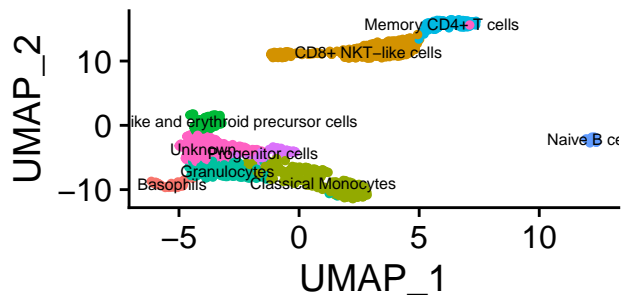 Memory CD4+ T cells
CD8+ NKT−like cells
like and erythroid precursor cells
Unknown
Progenitor cells
Granulocytes
Basophils
Classical Monocytes
Naive B ce
UMAP_2
10
0
−10
−5
0
5
10
UMAP_1